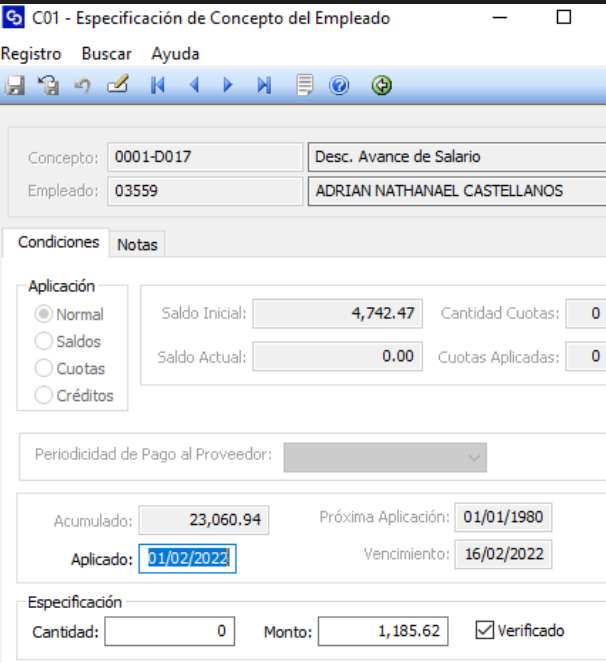 C01 - Especificación de Concepto del Empleado
Registro Buscar Ayuda
Concepto: 0001-D017 Desc. Avance de Salario
Empleado: 03559 ADRIAN NATHANAEL CASTELLANOS
Condiciones Notas
Aplicación
Normal
Saldos
Cuotas
Créditos
Saldo Inicial: 4,742.47 Cantidad Cuotas: 0
Saldo Actual: 0.00 Cuotas Aplicadas: 0
Periodicidad de Pago al Proveedor:
Acumulado: 23,060.94 Próxima Aplicación: 01/01/1980
Aplicado: 01/02/2022 Vencimiento: 16/02/2022
Especificación
Cantidad: 0 Monto: 1,185.62 Verificado